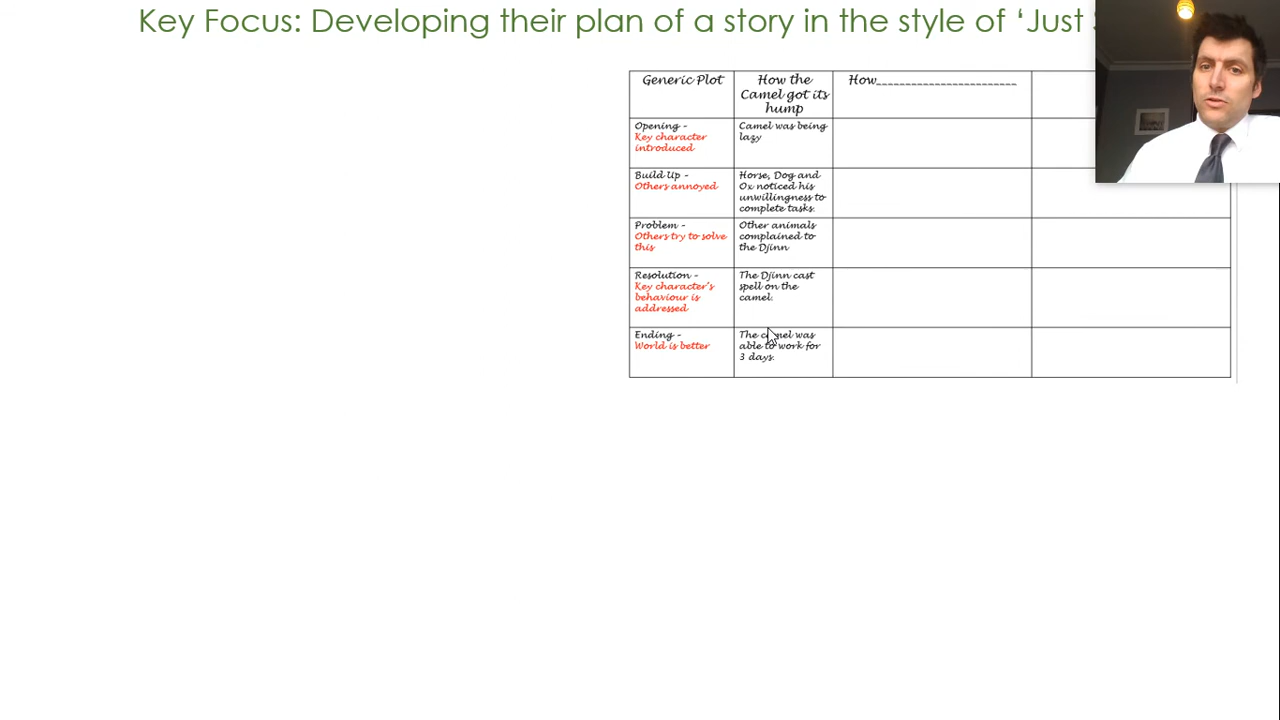 Key Focus: Developing their plan of a story in the style of ‘Just
Generic Plot
How the
Camel got its
hump
How________________________
Opening –
Key character
introduced
Camel was being
lazy
Build Up –
Others annoyed
Horse, Dog and
Ox noticed his
unwillingness to
complete tasks.
Problem –
Others try to solve
this
Other animals
complained to
the Djinn
Resolution –
Key character's
behaviour is
addressed
The Djinn cast
spell on the
camel.
Ending –
World is better
The camel was
able to work for
3 days.